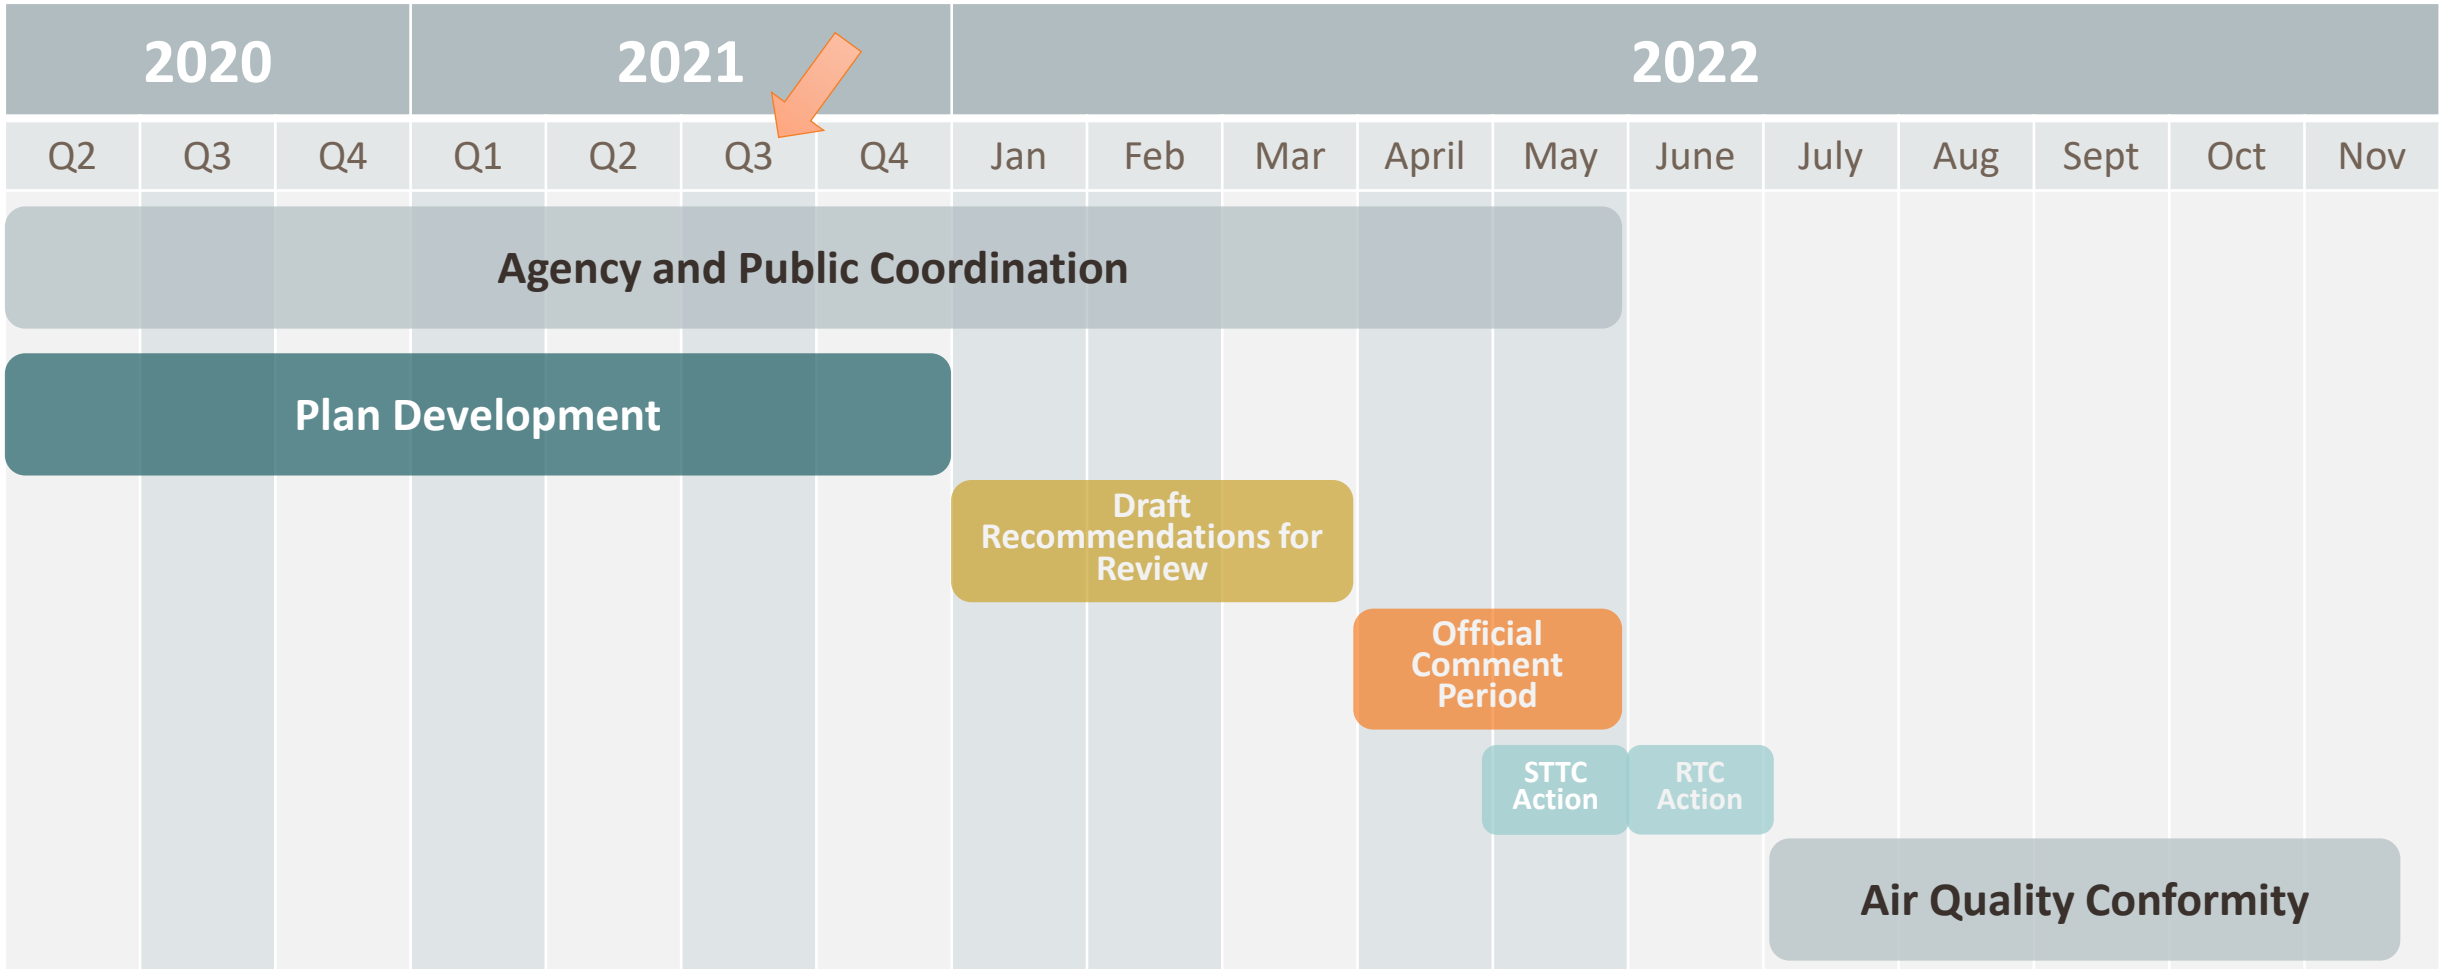 2020 2021 2022
Q2 Q3 Q4 Q1 Q2 Q3 Q4 Jan Feb Mar April May June July Aug Sept Oct Nov
Agency and Public Coordination
Plan Development
Draft
Recommendations for
Review
Official
Comment
Period
STTC
Action
RTC
Action
Air Quality Conformity